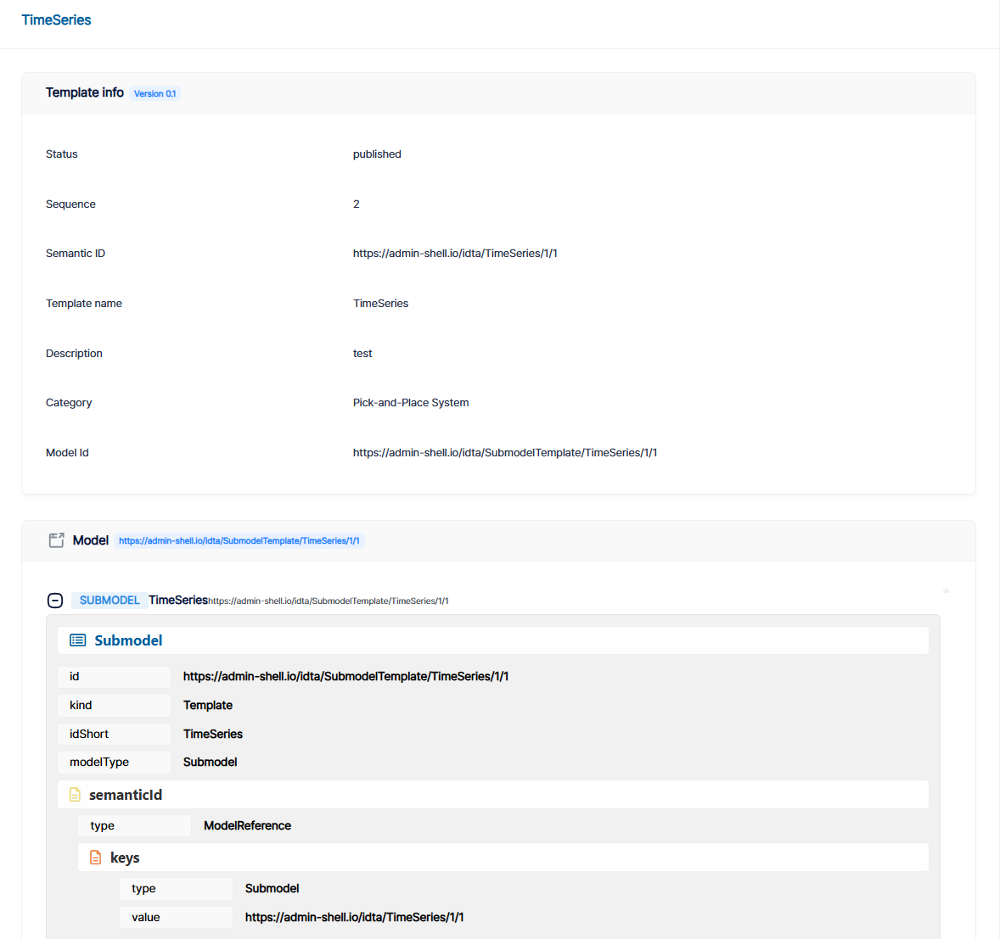 TimeSeries
Template info Version 0.1
Status published
Sequence 2
Semantic ID https://admin-shell.io/idta/TimeSeries/1/1
Template name TimeSeries
Description test
Category Pick-and-Place System
Model Id https://admin-shell.io/idta/SubmodelTemplate/TimeSeries/1/1
Model https://admin-shell.io/idta/SubmodelTemplate/TimeSeries/1/1
SUBMODEL TimeSerieshttps://admin-shell.io/idta/SubmodelTemplate/TimeSeries/1/1
Submodel
id https://admin-shell.io/idta/SubmodelTemplate/TimeSeries/1/1
kind Template
idShort TimeSeries
modelType Submodel
semanticId
type ModelReference
keys
type Submodel
value https://admin-shell.io/idta/TimeSeries/1/1